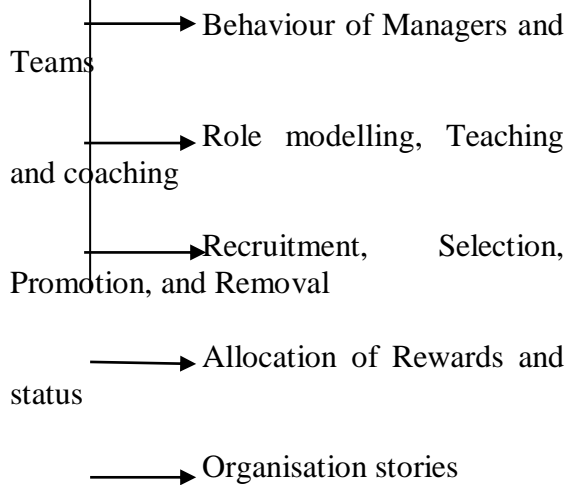 Behaviour of Managers and
Teams
Role modelling, Teaching
and coaching
Recruitment, Selection,
Promotion, and Removal
Allocation of Rewards and
status
Organisation stories